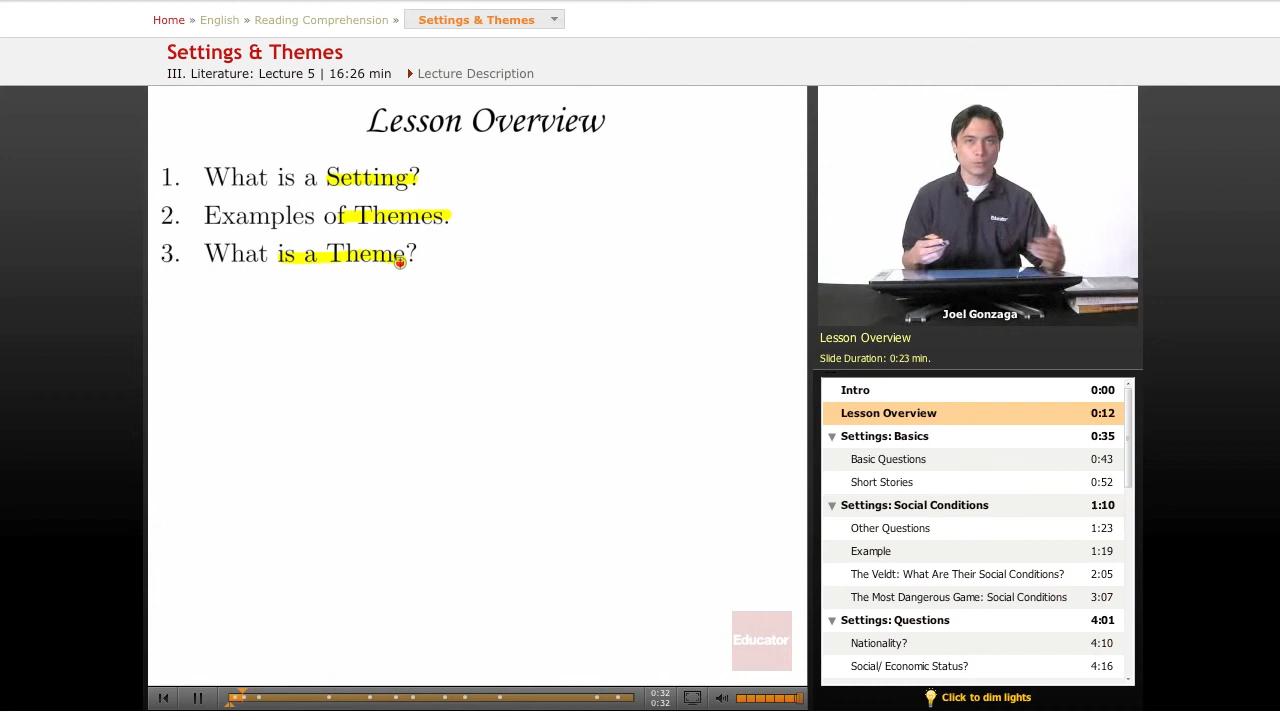 Home » English » Reading Comprehension » Settings & Themes
Settings & Themes
III. Literature: Lecture 5 | 16:26 min Lecture Description
Lesson Overview
1. What is a Setting?
2. Examples of Themes.
3. What is a Theme?
Educator
0:32
0:32
Educator
Joel Gonzaga
Lesson Overview
Slide Duration: 0:23 min.
Intro 0:00
Lesson Overview 0:12
Settings: Basics 0:35
Basic Questions 0:43
Short Stories 0:52
Settings: Social Conditions 1:10
Other Questions 1:23
Example 1:19
The Veldt: What Are Their Social Conditions? 2:05
The Most Dangerous Game: Social Conditions 3:07
Settings: Questions 4:01
Nationality? 4:10
Social/ Economic Status? 4:16
Click to dim lights